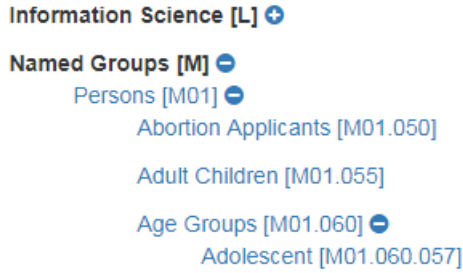 Information Science [L]
Named Groups [M]
Persons [M01]
Abortion Applicants [M01.050]
Adult Children [M01.055]
Age Groups [M01.060]
Adolescent [M01.060.057]